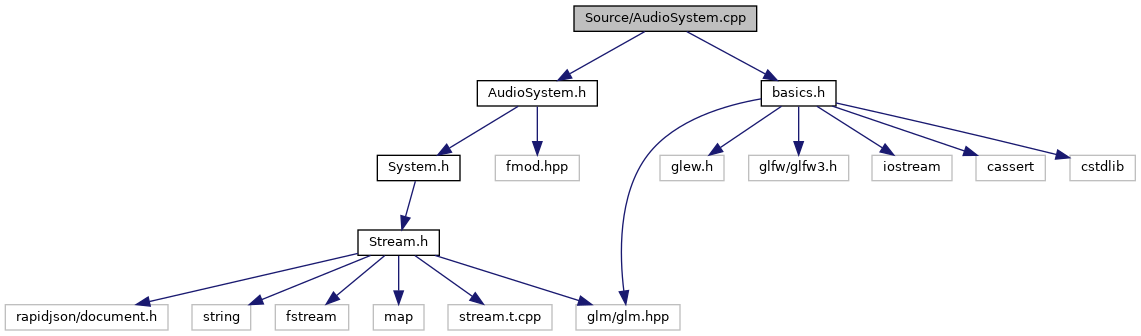 Source/AudioSystem.cpp
AudioSystem.h
basics.h
System.h
fmod.hpp
glew.h
glfw/glfw3.h
iostream
cassert
cstdlib
Stream.h
rapidjson/document.h
string
fstream
map
stream.t.cpp
glm/glm.hpp